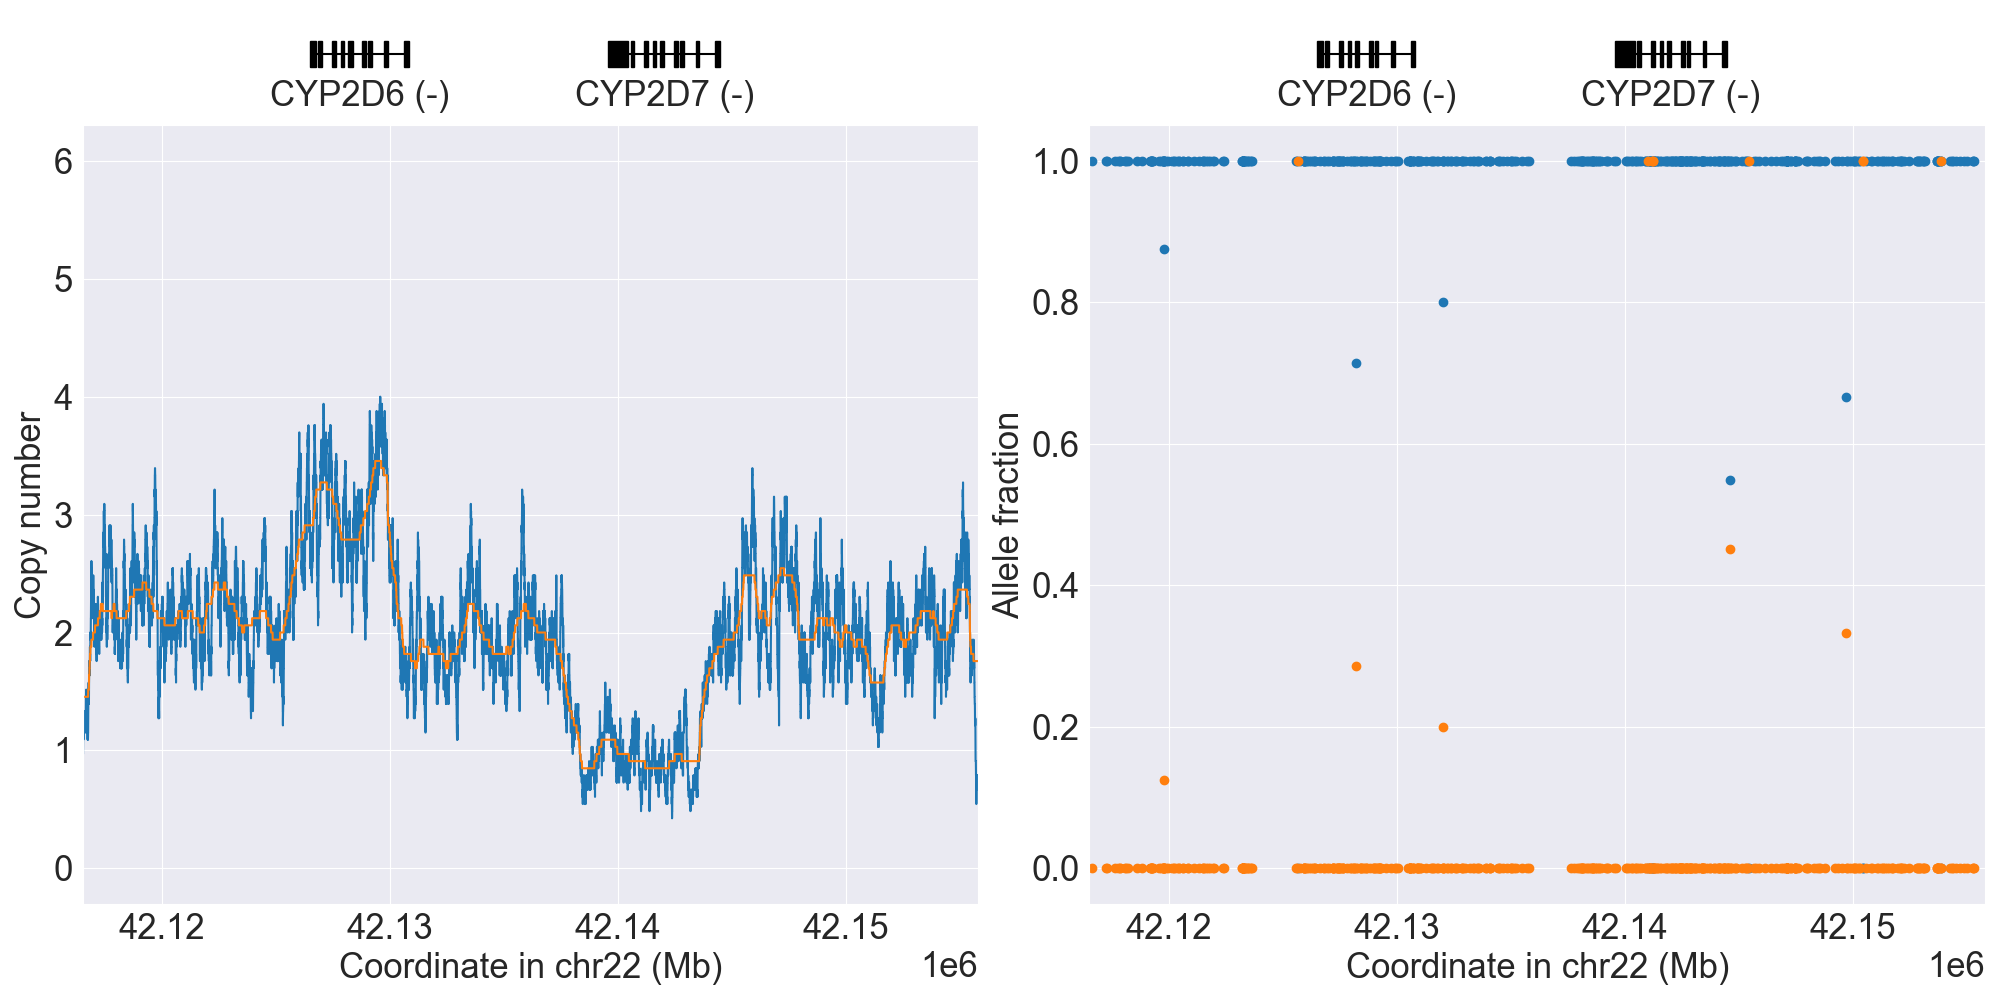 CYP2D6 (-) CYP2D7 (-)
6
5
4
3
2
1
0
Copy number
42.12 42.13 42.14 42.15
Coordinate in chr22 (Mb)
1e6
CYP2D6 (-) CYP2D7 (-)
1.0
0.8
0.6
0.4
0.2
0.0
Allele fraction
42.12 42.13 42.14 42.15
Coordinate in chr22 (Mb)
1e6